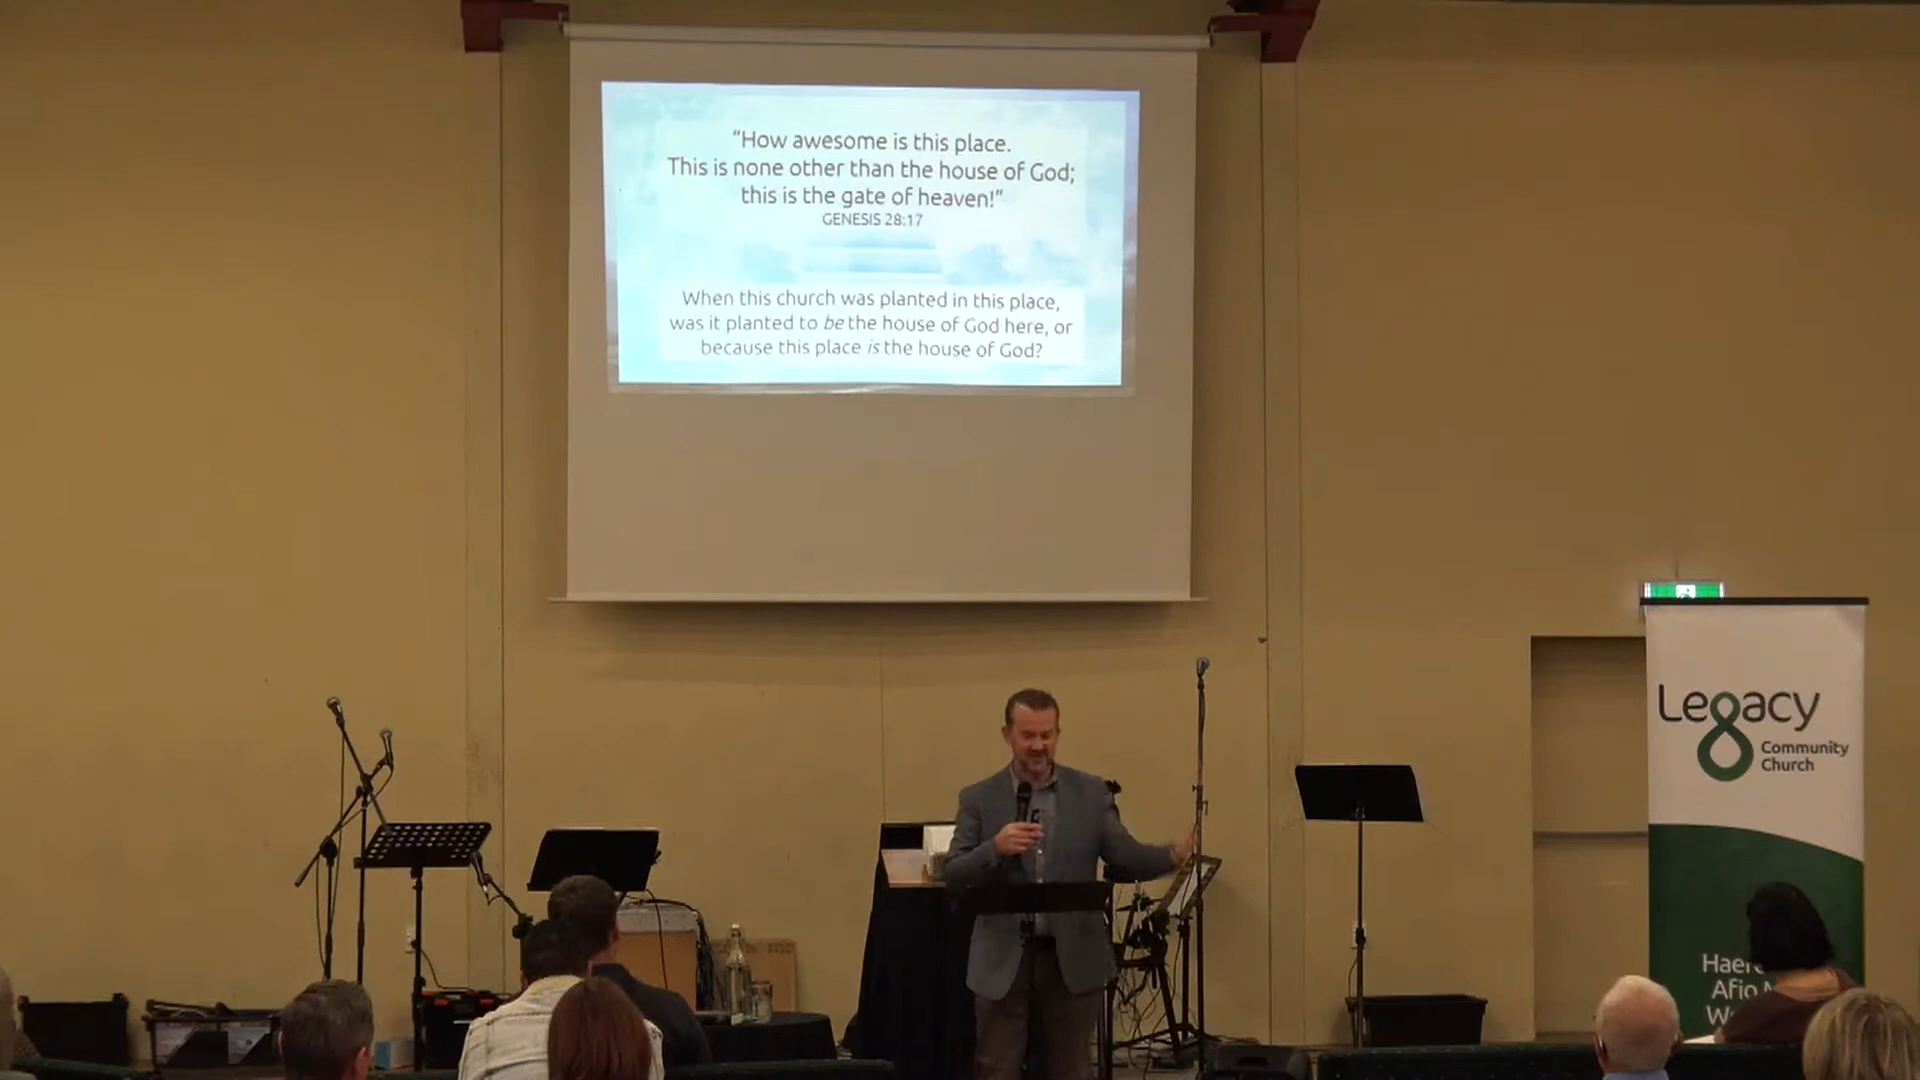 “How awesome is this place.
This is none other than the house of God;
this is the gate of heaven!”
GENESIS 28:17
When this church was planted in this place,
was it planted to be the house of God here, or
because this place is the house of God?
Legacy
Community
Church
Afio